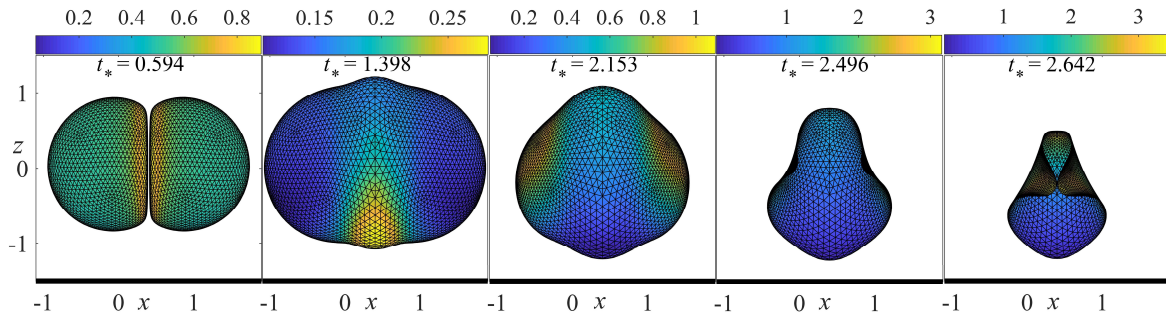 0.2 0.4 0.6 0.8 0.15 0.2 0.25 0.2 0.4 0.6 0.8 1 1 2 3 1 2 3
t* = 0.594 t* = 1.398 t* = 2.153 t* = 2.496 t* = 2.642
1
z
0
-1
-1 0 x 1 -1 0 x 1 -1 0 x 1 -1 0 x 1 -1 0 x 1